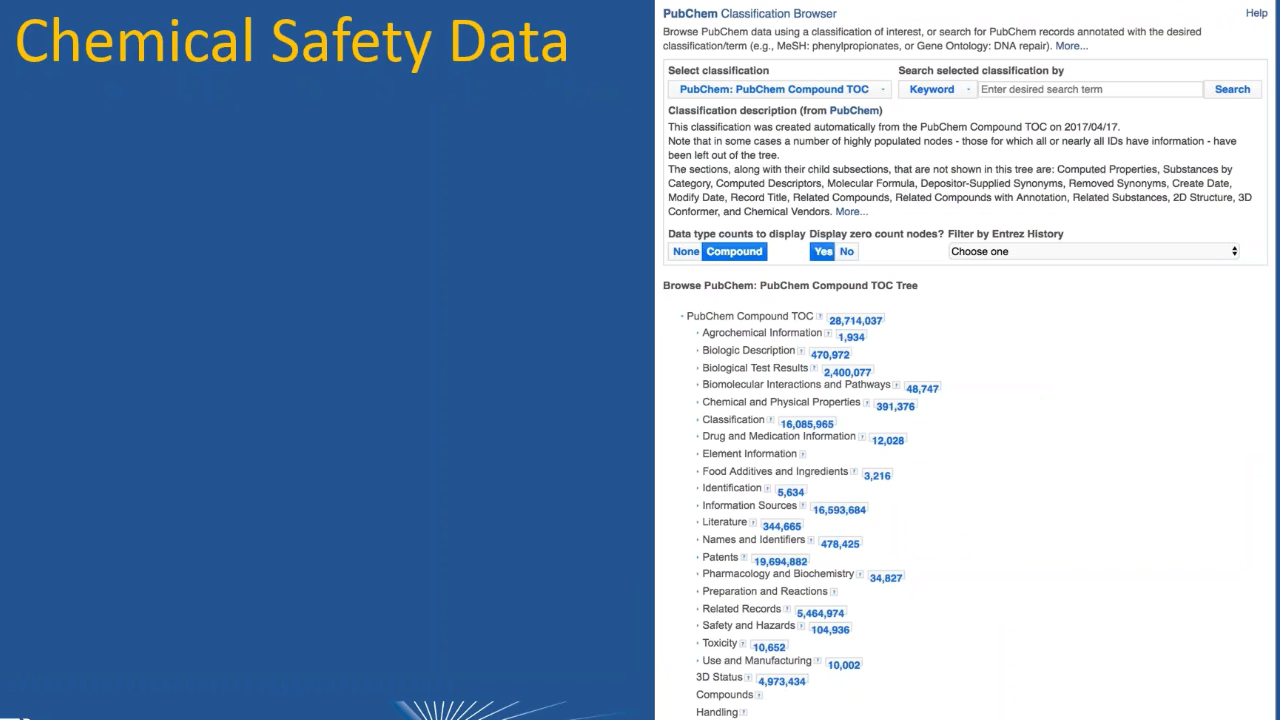 Chemical Safety Data
PubChem Classification Browser
Help
Browse PubChem data using a classification of interest, or search for PubChem records annotated with the desired
classification/term (e.g., MeSH: phenylpropionates, or Gene Ontology: DNA repair). More...
Select classification
Search selected classification by
PubChem: PubChem Compound TOC
Keyword
Enter desired search term
Search
Classification description (from PubChem)
This classification was created automatically from the PubChem Compound TOC on 2017/04/17.
Note that in some cases a number of highly populated nodes - those for which all or nearly all IDs have information - have
been left out of the tree.
The sections, along with their child subsections, that are not shown in this tree are: Computed Properties, Substances by
Category, Computed Descriptors, Molecular Formula, Depositor-Supplied Synonyms, Removed Synonyms, Create Date,
Modify Date, Record Title, Related Compounds, Related Compounds with Annotation, Related Substances, 2D Structure, 3D
Conformer, and Chemical Vendors. More...
Data type counts to display Display zero count nodes? Filter by Entrez History
None Compound Yes No Choose one
Browse PubChem: PubChem Compound TOC Tree
PubChem Compound TOC ? 28,714,037
Agrochemical Information ? 1,934
Biologic Description ? 470,972
Biological Test Results ? 2,400,077
Biomolecular Interactions and Pathways ? 48,747
Chemical and Physical Properties ? 391,376
Classification ? 16,085,965
Drug and Medication Information ? 12,028
Element Information ?
Food Additives and Ingredients ? 3,216
Identification ? 5,634
Information Sources ? 16,593,684
Literature ? 344,665
Names and Identifiers ? 478,425
Patents ? 19,694,882
Pharmacology and Biochemistry ? 34,827
Preparation and Reactions ?
Related Records ? 5,464,974
Safety and Hazards ? 104,936
Toxicity ? 10,652
Use and Manufacturing ? 10,002
3D Status ? 4,973,434
Compounds ?
Handling ?